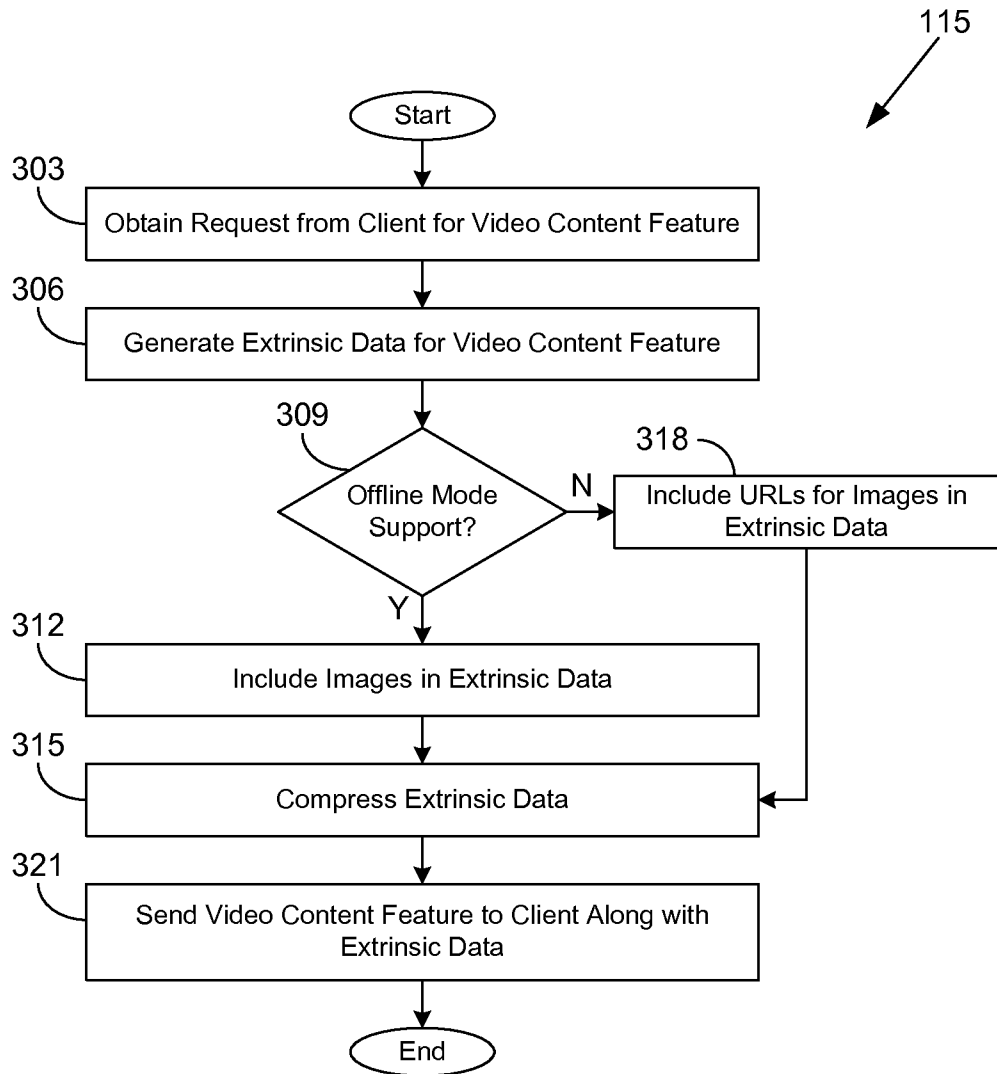 115
Start
303
Obtain Request from Client for Video Content Feature
306
Generate Extrinsic Data for Video Content Feature
309
Offline Mode
Support?
N
318
Include URLs for Images in
Extrinsic Data
Y
312
Include Images in Extrinsic Data
315
Compress Extrinsic Data
321
Send Video Content Feature to Client Along with
Extrinsic Data
End